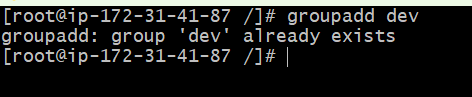 [root@ip-172-31-41-87 /]# groupadd dev
groupadd: group 'dev' already exists
[root@ip-172-31-41-87 /]#